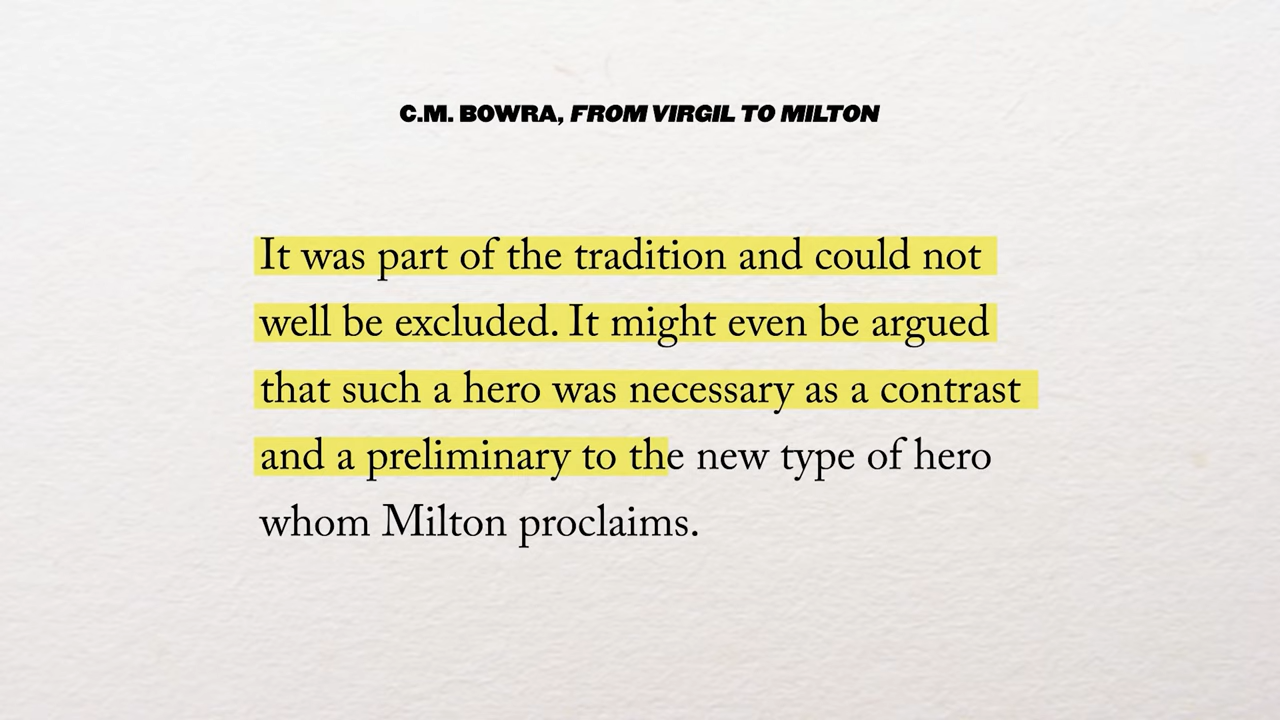 C.M. BOWRA, FROM VIRGIL TO MILTON
It was part of the tradition and could not
well be excluded. It might even be argued
that such a hero was necessary as a contrast
and a preliminary to the new type of hero
whom Milton proclaims.